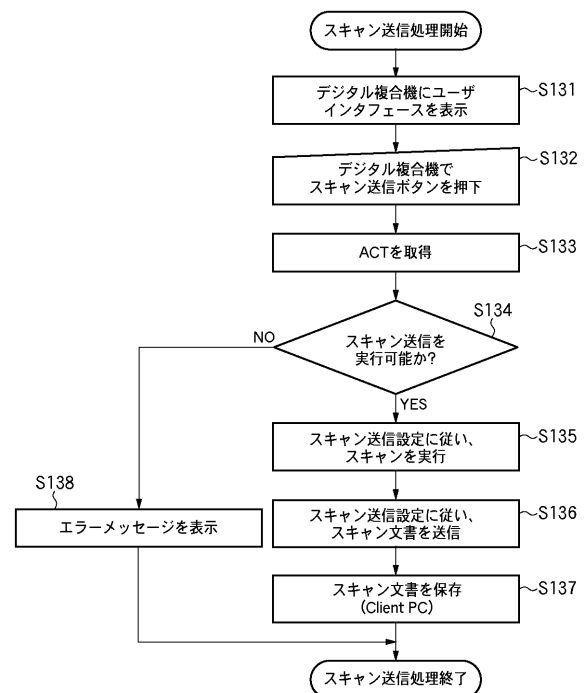 スキャン送信処理開始
デジタル複合機にユーザ
インタフェースを表示
S131
デジタル複合機で
スキャン送信ボタンを押下
S132
ACTを取得
S133
スキャン送信を
実行可能か?
S134
NO
YES
スキャン送信設定に従い、
スキャンを実行
S135
S138
エラーメッセージを表示
スキャン送信設定に従い、
スキャン文書を送信
S136
スキャン文書を保存
(Client PC)
S137
スキャン送信処理終了